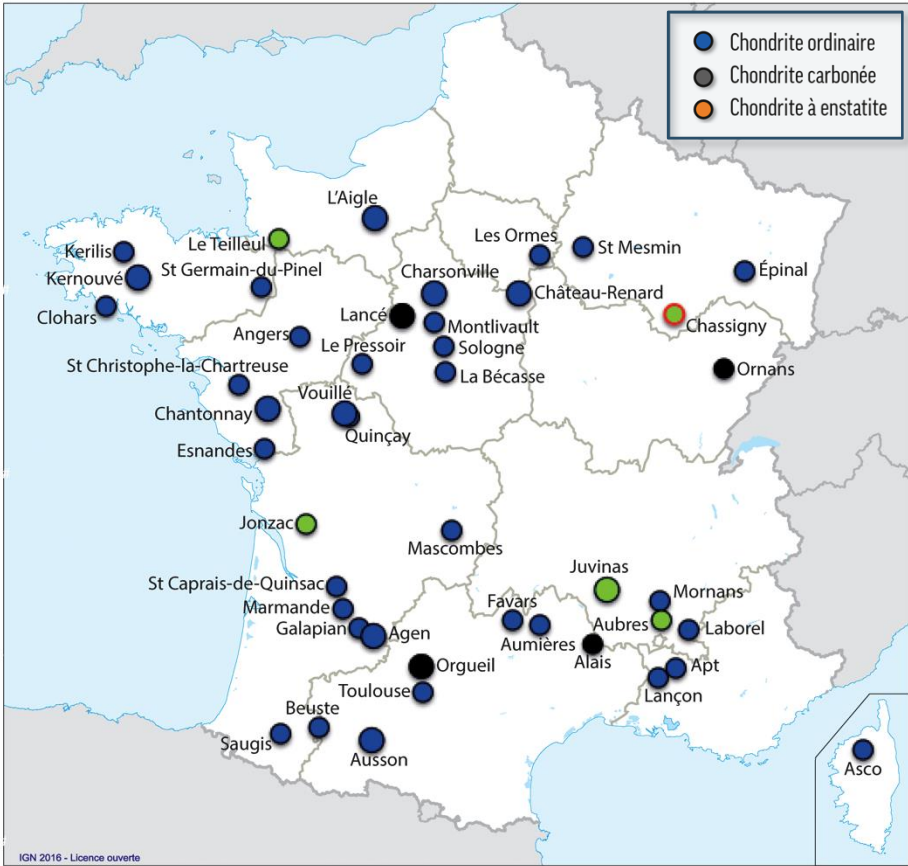 Chondrite ordinaire
Chondrite carbonée
Chondrite à enstatite
L'Aigle
Le Teilleul
Les Ormes
St Mesmin
Kerilis
Kernouvé
St Germain-du-Pinel
Charsonville
Épinal
Château-Renard
Clohars
Lancé
Chassigny
Montlivault
Angers
Le Pressoir
Sologne
St Christophe-la-Chartreuse
La Bécasse
Ornans
Vouillé
Chantonnay
Quinçay
Esnandes
Jonzac
Mascombes
Juvinas
St Caprais-de-Quinsac
Mornans
Marmande
Favars
Aubres
Galapian
Agen
Aumières
Laborel
Alais
Orgueil
Apt
Toulouse
Lançon
Beuste
Saugis
Ausson
Asco
IGN 2016 - Licence ouverte